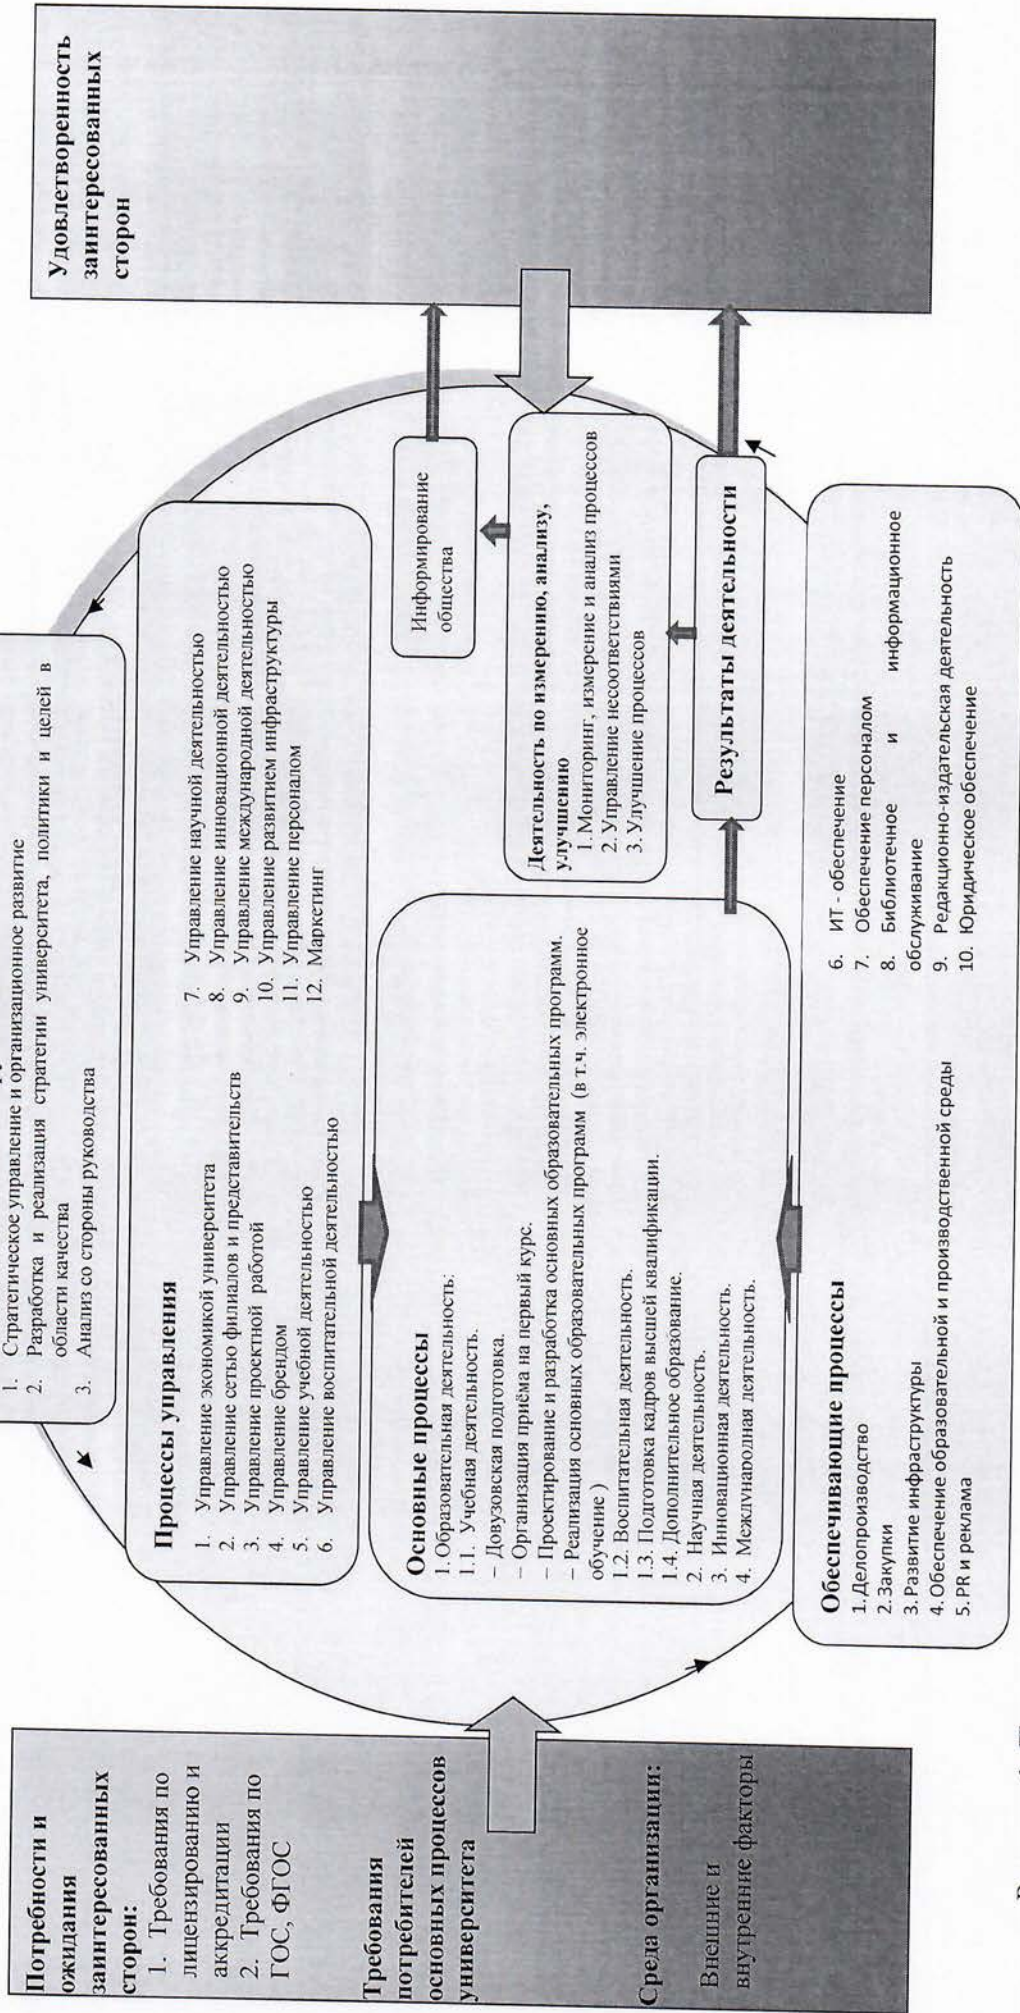 Потребности и
ожидания
заинтересованных
сторон:
1. Требования по
лицензированию и
аккредитации
2. Требования по
ГОС, ФГОС
Требования
потребителей
основных процессов
университета
Среда организации:
Внешние и
внутренние факторы
1. Стратегическое управление и организационное развитие
2. Разработка и реализация стратегии университета, политики и целей в
области качества
3. Анализ со стороны руководства
Процессы управления
1. Управление экономикой университета
2. Управление сетью филиалов и представительств
3. Управление проектной работой
4. Управление брендом
5. Управление учебной деятельностью
6. Управление воспитательной деятельностью
7. Управление научной деятельностью
8. Управление инновационной деятельностью
9. Управление международной деятельностью
10. Управление развитием инфраструктуры
11. Управление персоналом
12. Маркетинг
Основные процессы
1. Образовательная деятельность:
1.1. Учебная деятельность.
– Довузовская подготовка.
– Организация приёма на первый курс.
– Проектирование и разработка основных образовательных программ.
– Реализация основных образовательных программ (в т.ч. электронное
обучение )
1.2. Воспитательная деятельность.
1.3. Подготовка кадров высшей квалификации.
1.4. Дополнительное образование.
2. Научная деятельность.
3. Инновационная деятельность.
4. Международная деятельность.
Обеспечивающие процессы
1. Делопроизводство
2. Закупки
3. Развитие инфраструктуры
4. Обеспечение образовательной и производственной среды
5. PR и реклама
6. ИТ - обеспечение
7. Обеспечение персоналом
8. Библиотечное и информационное
обслуживание
9. Редакционно-издательская деятельность
10. Юридическое обеспечение
Информирование
общества
Деятельность по измерению, анализу,
улучшению
1. Мониторинг, измерение и анализ процессов
2. Управление несоответствиями
3. Улучшение процессов
Результаты деятельности
Удовлетворенность
заинтересованных
сторон